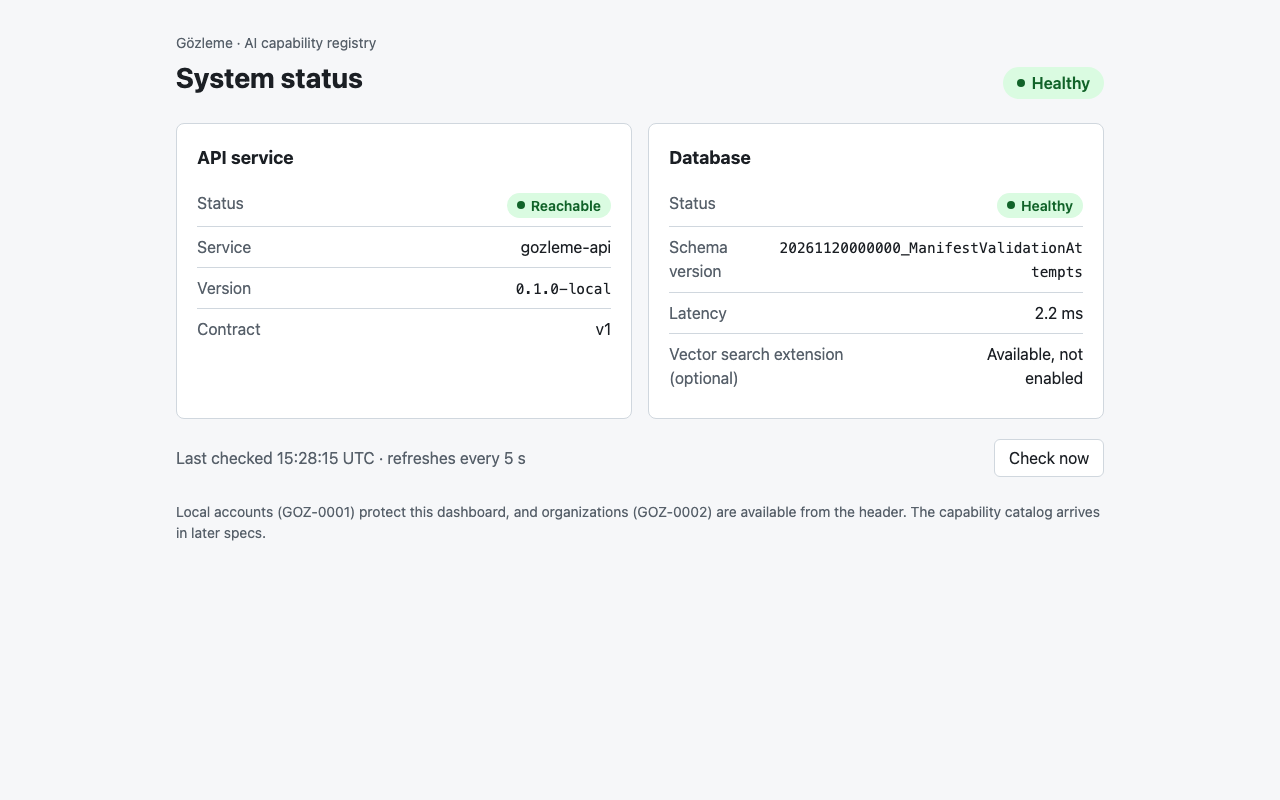 Gözleme · AI capability registry
System status
Healthy
API service
Status
Reachable
Service
gozleme-api
Version
0.1.0-local
Contract
v1
Database
Status
Healthy
Schema
version
20261120000000_ManifestValidationAt
tempts
Latency
2.2 ms
Vector search extension
(optional)
Available, not
enabled
Last checked 15:28:15 UTC · refreshes every 5 s
Check now
Local accounts (GOZ-0001) protect this dashboard, and organizations (GOZ-0002) are available from the header. The capability catalog arrives
in later specs.